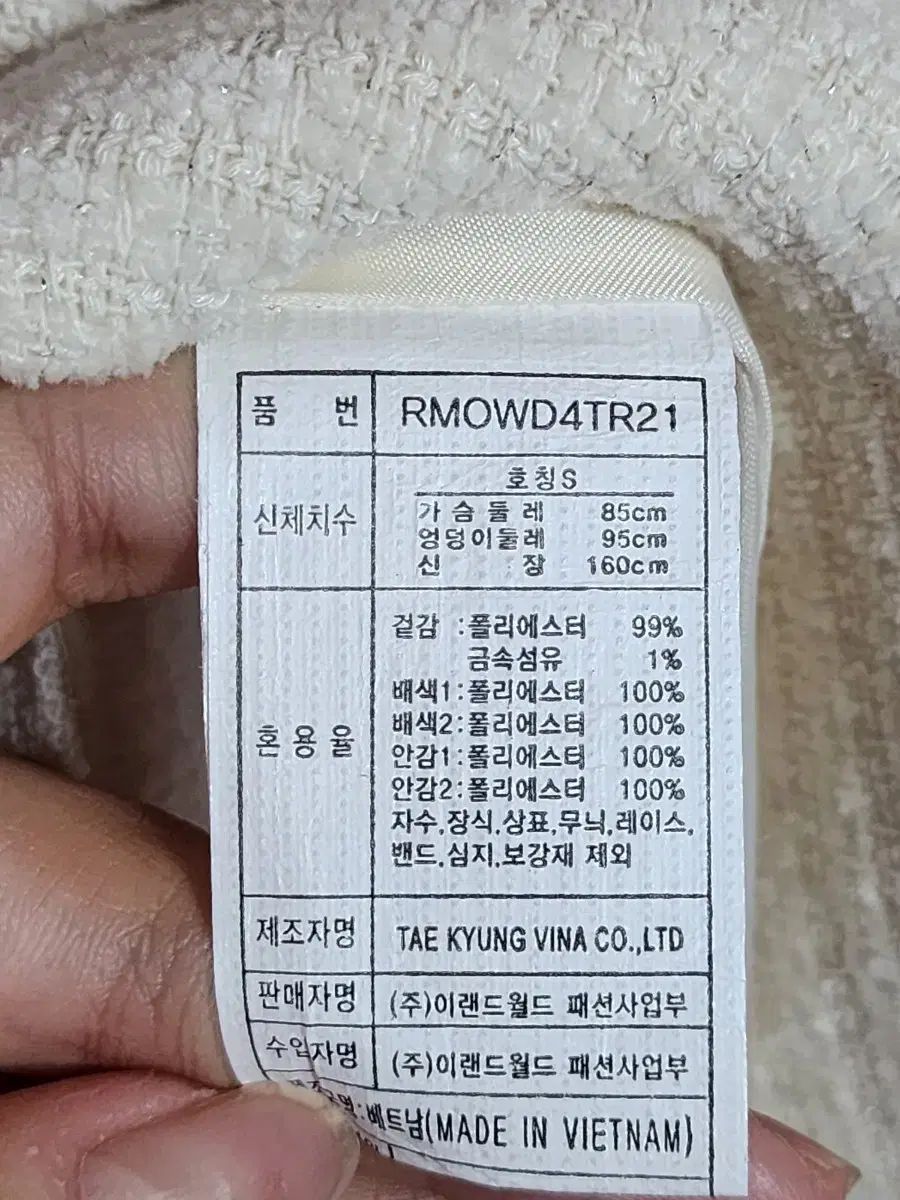 품 번 RMOWD4TR21
신체치수
호칭S
가슴둘레 85cm
엉덩이둘레 95cm
신 장 160cm
혼용율
겉감 :폴리에스터 99%
금속섬유 1%
배색1:폴리에스터 100%
배색2:폴리에스터 100%
안감1:폴리에스터 100%
안감2:폴리에스터 100%
자수,장식,상표,무늬,레이스,
밴드,심지,보강재 제외
제조자명 TAE KYUNG VINA CO.,LTD
판매자명 (주)이랜드월드 패션사업부
수입자명 (주)이랜드월드 패션사업부
:베트남(MADE IN VIETNAM)